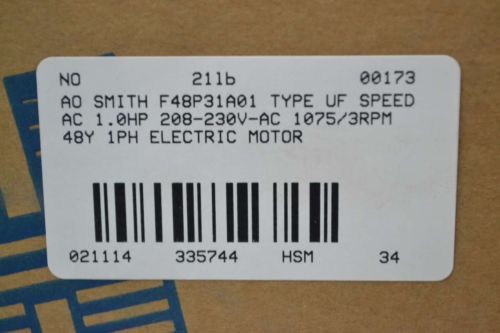 NO 21lb 00173
AO SMITH F48P31A01 TYPE UF SPEED
AC 1.0HP 208-230V-AC 1075/3RPM
48Y 1PH ELECTRIC MOTOR
021114 335744 HSM 34